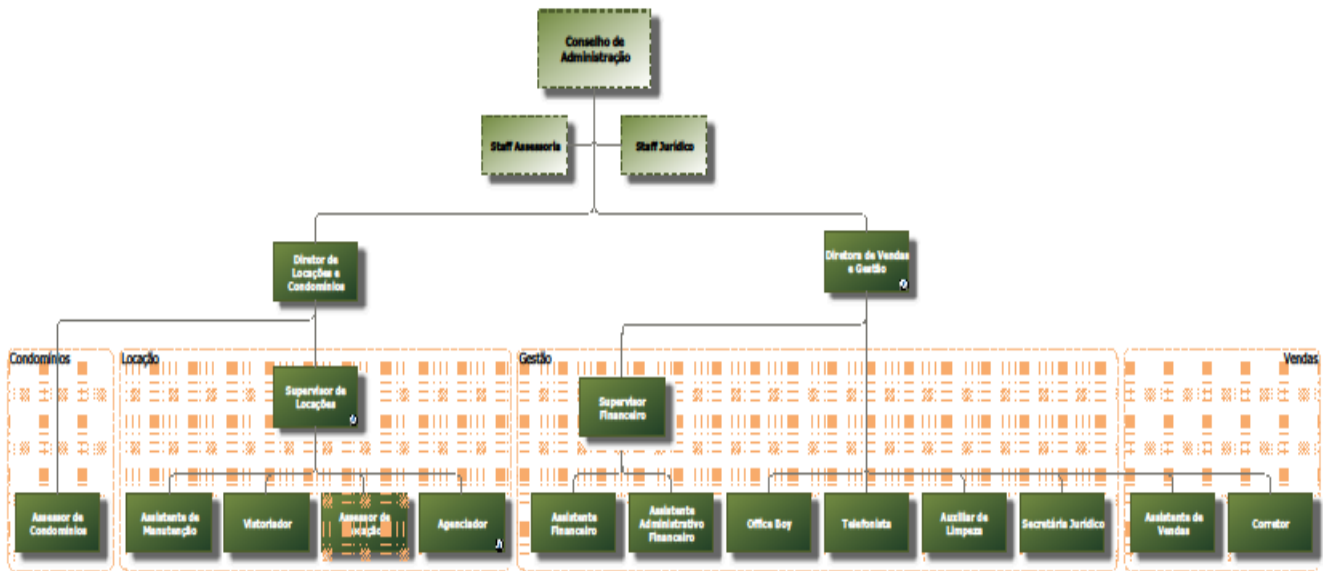 Conselho de
Administração
Staff Assessoria
Staff Jurídico
Diretor de
Locações e
Condomínios
Diretora de Vendas
e Gestão
Condomínios
Locação
Gestão
Vendas
Supervisor de
Locações
Supervisor
Financeiro
Assessor de
Condomínios
Assistente de
Manutenção
Vistoriador
Assessor de
Locação
Agenciador
Assistente
Financeiro
Assistente
Administrativo
Financeiro
Office Boy
Telefonista
Auxiliar de
Limpeza
Secretária Jurídico
Assistente de
Vendas
Corretor